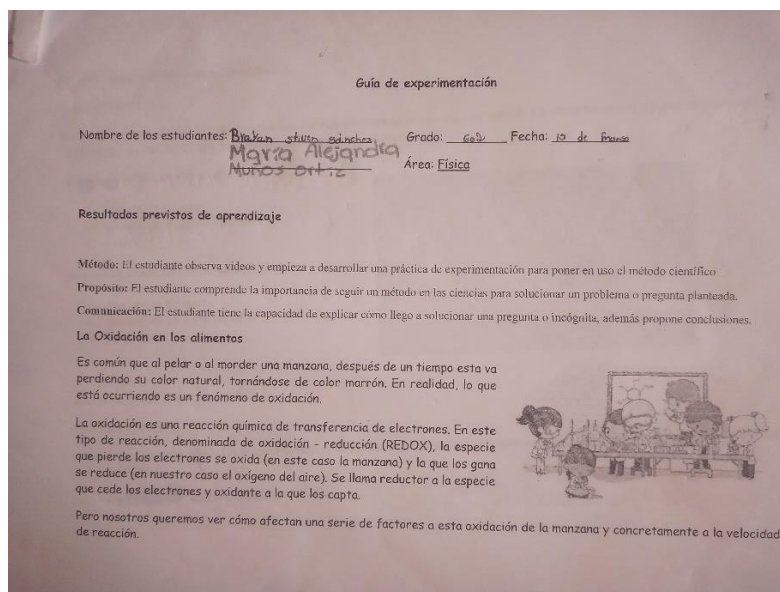 Guía de experimentación
Nombre de los estudiantes: Brayan stiven sánchez Grado: 602 Fecha: 10 de marso
María Alejandra
Muños ortiz Área: Física
Resultados previstos de aprendizaje
Método: El estudiante observa videos y empieza a desarrollar una práctica de experimentación para poner en uso el método científico
Propósito: El estudiante comprende la importancia de seguir un método en las ciencias para solucionar un problema o pregunta planteada.
Comunicación: El estudiante tiene la capacidad de explicar cómo llego a solucionar una pregunta o incógnita, además propone conclusiones.
La Oxidación en los alimentos
Es común que al pelar o al morder una manzana, después de un tiempo esta va
perdiendo su color natural, tornándose de color marrón. En realidad, lo que
está ocurriendo es un fenómeno de oxidación.
La oxidación es una reacción química de transferencia de electrones. En este
tipo de reacción, denominada de oxidación - reducción (REDOX), la especie
que pierde los electrones se oxida (en este caso la manzana) y la que los gana
se reduce (en nuestro caso el oxígeno del aire). Se llama reductor a la especie
que cede los electrones y oxidante a la que los capta.
Pero nosotros queremos ver cómo afectan una serie de factores a esta oxidación de la manzana y concretamente a la velocidad
de reacción.